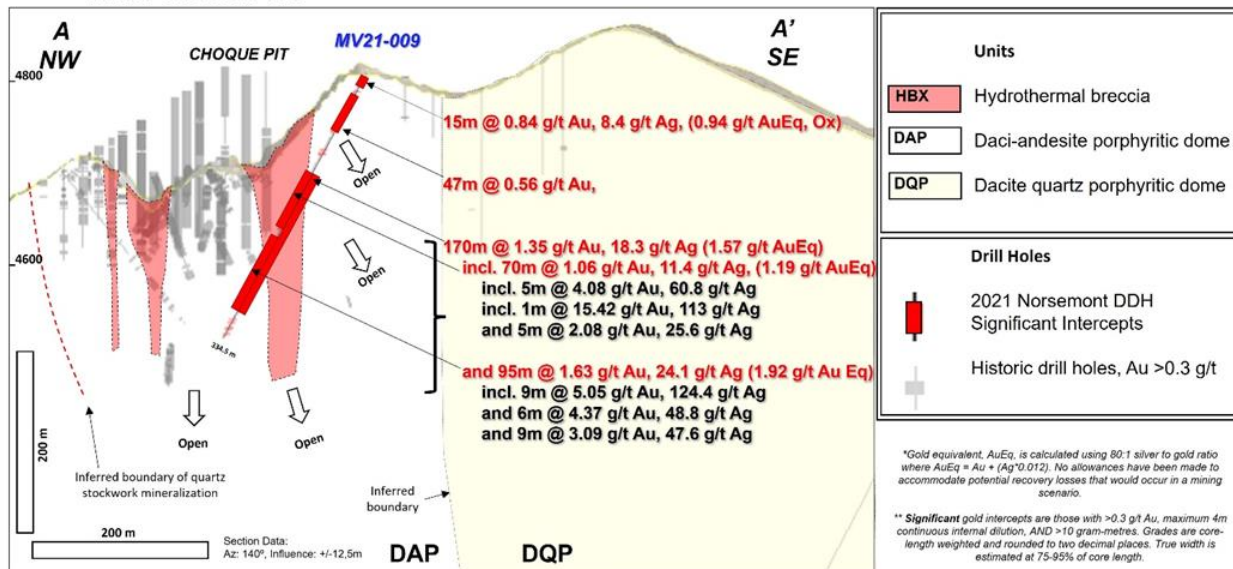 A
NW
CHOQUE PIT
MV21-009
A'
SE
4800
4600
15m @ 0.84 g/t Au, 8.4 g/t Ag, (0.94 g/t AuEq, Ox)
Open
47m @ 0.56 g/t Au,
170m @ 1.35 g/t Au, 18.3 g/t Ag (1.57 g/t AuEq)
incl. 70m @ 1.06 g/t Au, 11.4 g/t Ag, (1.19 g/t AuEq)
Open
incl. 5m @ 4.08 g/t Au, 60.8 g/t Ag
incl. 1m @ 15.42 g/t Au, 113 g/t Ag
and 5m @ 2.08 g/t Au, 25.6 g/t Ag
334.5 m
and 95m @ 1.63 g/t Au, 24.1 g/t Ag (1.92 g/t Au Eq)
incl. 9m @ 5.05 g/t Au, 124.4 g/t Ag
and 6m @ 4.37 g/t Au, 48.8 g/t Ag
and 9m @ 3.09 g/t Au, 47.6 g/t Ag
Open
Open
200 m
Inferred boundary of quartz
stockwork mineralization
Inferred
boundary
200 m
Section Data:
Az: 140º, Influence: +/-12,5m
DAP
DQP
Units
HBX
Hydrothermal breccia
DAP
Daci-andesite porphyritic dome
DQP
Dacite quartz porphyritic dome
Drill Holes
2021 Norsemont DDH
Significant Intercepts
Historic drill holes, Au >0.3 g/t
*Gold equivalent, AuEq, is calculated using 80:1 silver to gold ratio
where AuEq = Au + (Ag*0.012). No allowances have been made to
accommodate potential recovery losses that would occur in a mining
scenario.
** Significant gold intercepts are those with >0.3 g/t Au, maximum 4m
continuous internal dilution, AND >10 gram-metres. Grades are core-
length weighted and rounded to two decimal places. True width is
estimated at 75-95% of core length.